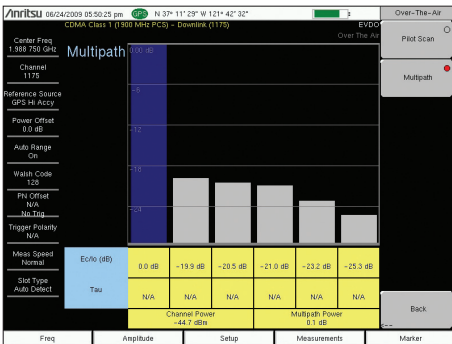 Anritsu 06/24/2009 05:50:25 pm GPS N 37° 11' 29" W 121° 42' 32"
Over-The-Air
CDMA Class 1 (1900 MHz PCS) - Downlink (1175)
EVDO
Over The Air
Center Freq
1.988 750 GHz
Channel
1175
Reference Source
GPS Hi Accy
Power Offset
0.0 dB
Auto Range
On
Walsh Code
128
PN Offset
N/A
No Trig
Trigger Polarity
N/A
Meas Speed
Normal
Slot Type
Auto Detect
Multipath
0.00 dB
-6
-12
-18
-24
Ec/Io (dB) 0.0 dB -19.9 dB -20.5 dB -21.0 dB -23.2 dB -25.3 dB
Tau N/A N/A N/A N/A N/A N/A
Channel Power
-44.7 dBm
Multipath Power
0.1 dB
Pilot Scan
Multipath
Back
<--
Freq Amplitude Setup Measurements Marker